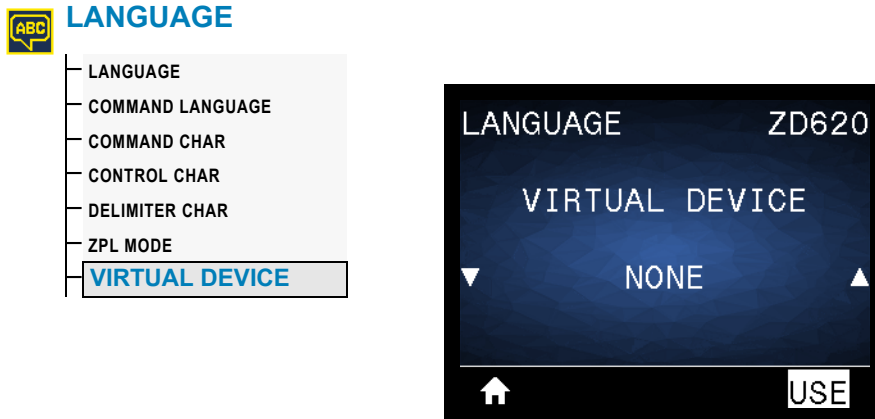 ABC
LANGUAGE
LANGUAGE
COMMAND LANGUAGE
COMMAND CHAR
CONTROL CHAR
DELIMITER CHAR
ZPL MODE
VIRTUAL DEVICE
LANGUAGE ZD620
VIRTUAL DEVICE
NONE
USE